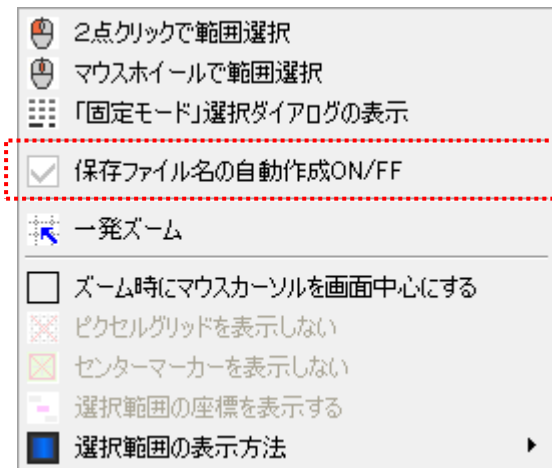 ２点クリックで範囲選択
マウスホイールで範囲選択
「固定モード」選択ダイアログの表示
保存ファイル名の自動作成ON/FF
一発ズーム
ズーム時にマウスカーソルを画面中心にする
ピクセルグリッドを表示しない
センターマーカーを表示しない
選択範囲の座標を表示する
選択範囲の表示方法